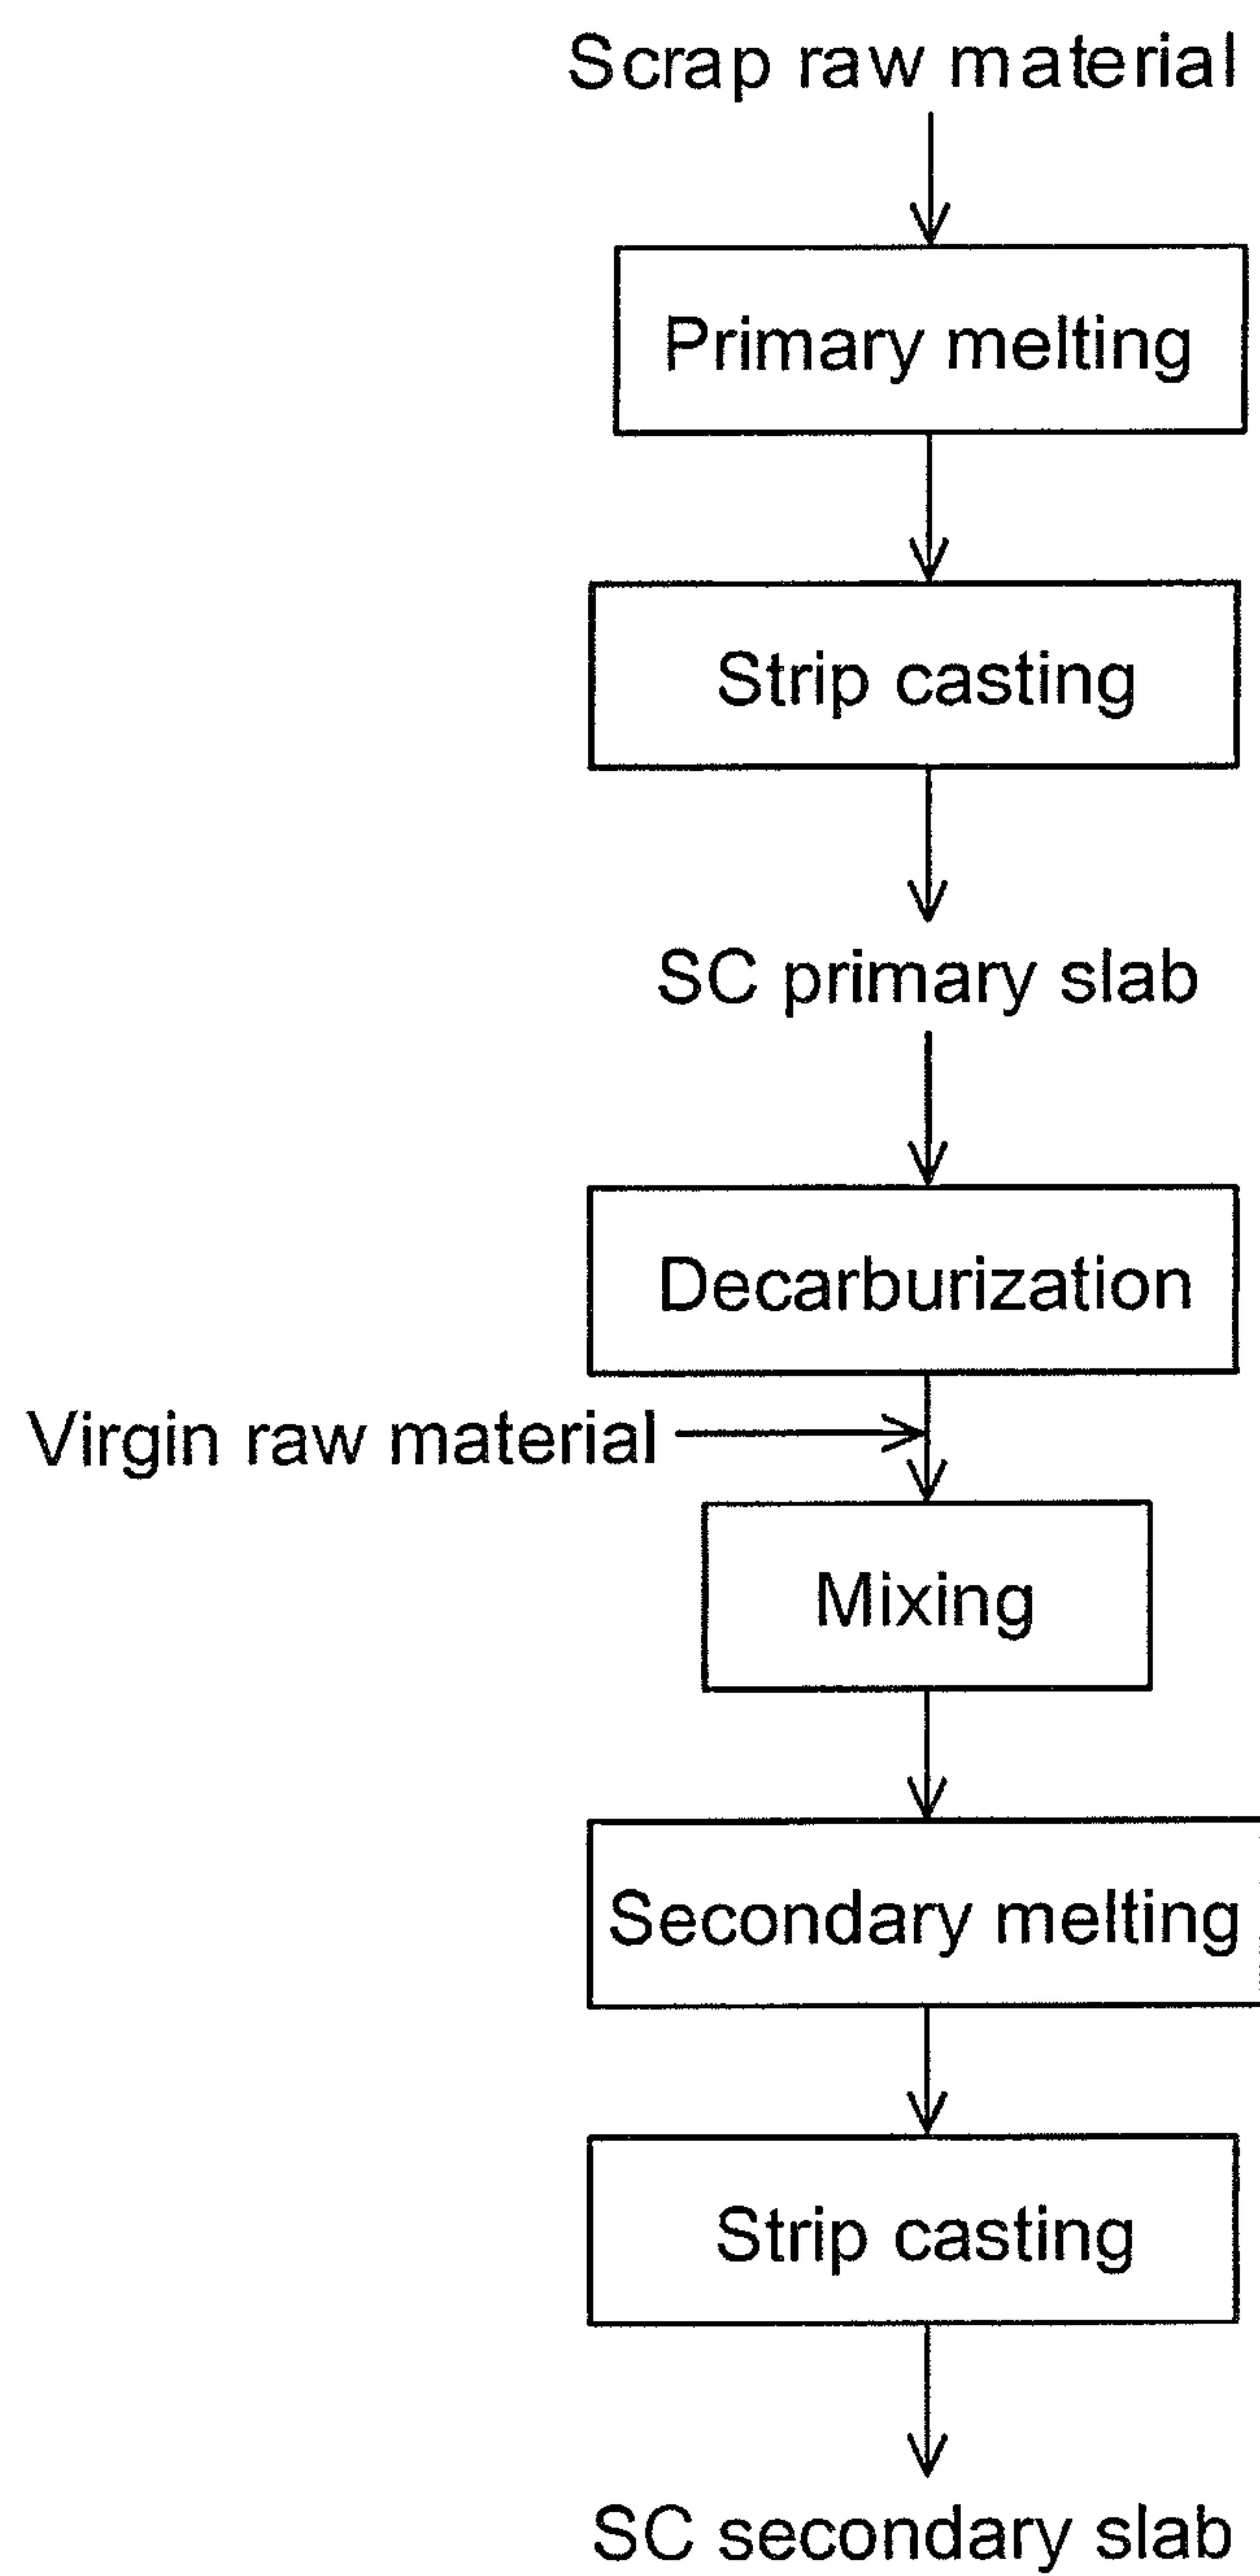 Scrap raw material
Primary melting
Strip casting
SC primary slab
Decarburization
Virgin raw material
Mixing
Secondary melting
Strip casting
SC secondary slab